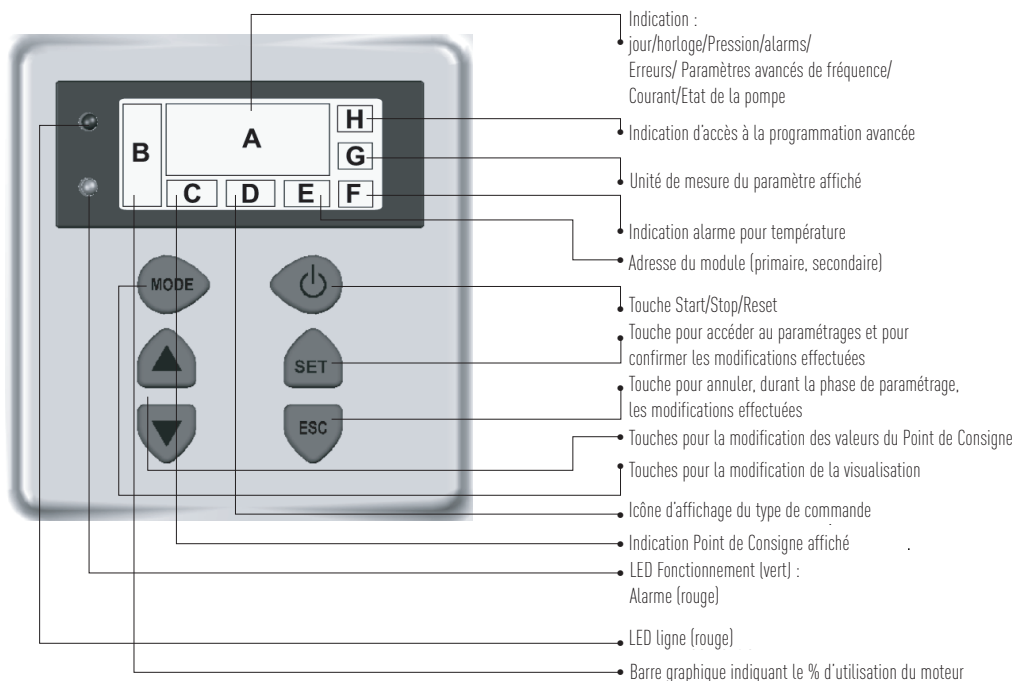 Indication :
jour/horloge/Pression/alarms/
Erreurs/ Paramètres avancés de fréquence/
Courant/Etat de la pompe
H
Indication d'accès à la programmation avancée
A
B
G
Unité de mesure du paramètre affiché
C D E F
Indication alarme pour température
Adresse du module (primaire, secondaire)
MODE
Touche Start/Stop/Reset
Touche pour accéder au paramétrages et pour
confirmer les modifications effectuées
SET
Touche pour annuler, durant la phase de paramétrage,
les modifications effectuées
ESC
Touches pour la modification des valeurs du Point de Consigne
Touches pour la modification de la visualisation
Icône d'affichage du type de commande
Indication Point de Consigne affiché
LED Fonctionnement (vert) :
Alarme (rouge)
LED ligne (rouge)
Barre graphique indiquant le % d'utilisation du moteur